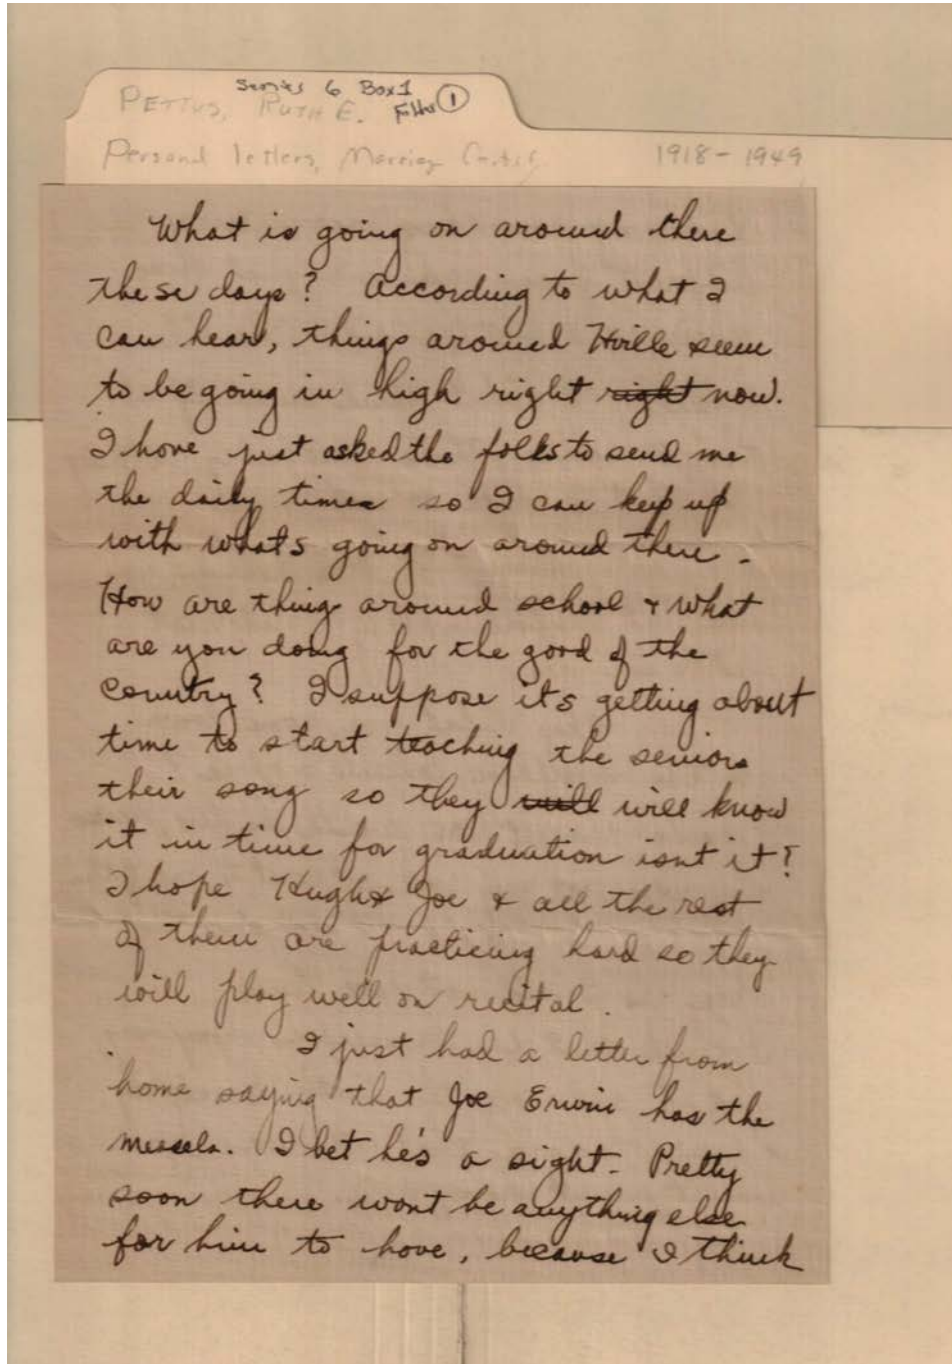 Series 6 Box 1
PETTUS, RUTH E. Folder 1
Personal letters, Marriage Certif. 1918-1949
What is going on around there
these days? According to what I
can hear, things around Hville seem
to be going in high right right now.
I have just asked the folks to send me
the daily times so I can keep up
with what's going on around there.
How are thing around school & what
are you doing for the good of the
country? I suppose it's getting about
time to start teaching the seniors
their song so they will will know
it in time for graduation isnt it?
I hope Hugh & Joe & all the rest
of them are practicing hard so they
will play well on recital.
I just had a letter from
home saying that Joe Erwin has the
measels. I bet he's a sight. Pretty
soon there wont be anything else
for him to have, because I think